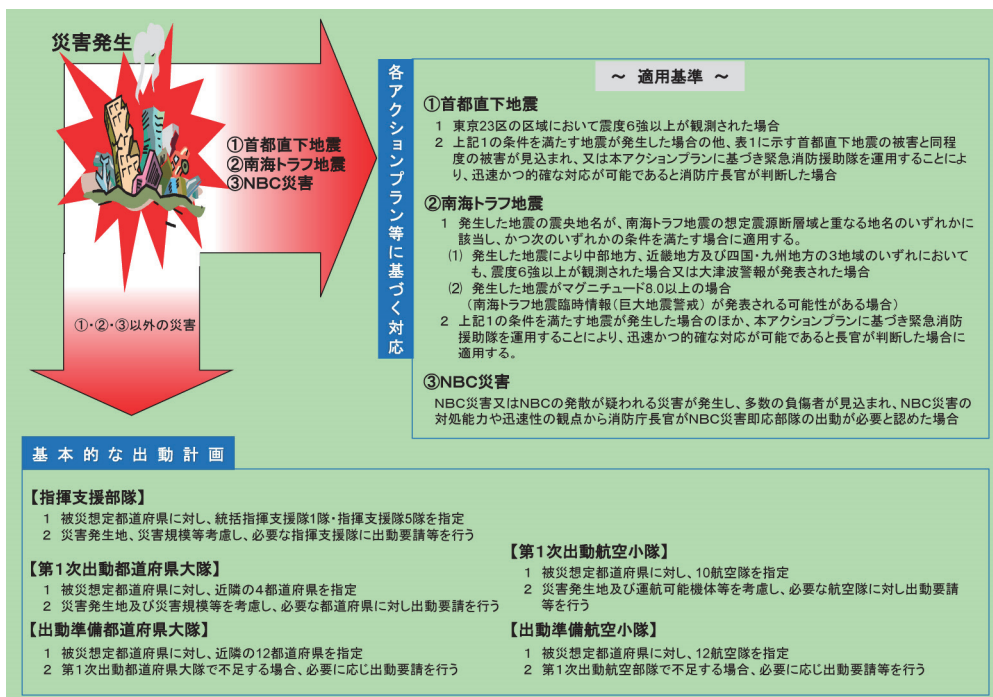 災害発生
①首都直下地震
②南海トラフ地震
③NBC災害
①・②・③以外の災害
各アクションプラン等に基づく対応
～ 適用基準 ～
①首都直下地震
1 東京23区の区域において震度6強以上が観測された場合
2 上記1の条件を満たす地震が発生した場合の他、表1に示す首都直下地震の被害と同程
度の被害が見込まれ、又は本アクションプランに基づき緊急消防援助隊を運用することによ
り、迅速かつ的確な対応が可能であると消防庁長官が判断した場合
②南海トラフ地震
1 発生した地震の震央地名が、南海トラフ地震の想定震源断層域と重なる地名のいずれかに
該当し、かつ次のいずれかの条件を満たす場合に適用する。
(1) 発生した地震により中部地方、近畿地方及び四国・九州地方の3地域のいずれにおいて
も、震度6強以上が観測された場合又は大津波警報が発表された場合
(2) 発生した地震がマグニチュード8.0以上の場合
（南海トラフ地震臨時情報（巨大地震警戒）が発表される可能性がある場合）
2 上記1の条件を満たす地震が発生した場合のほか、本アクションプランに基づき緊急消防
援助隊を運用することにより、迅速かつ的確な対応が可能であると長官が判断した場合に
適用する。
③NBC災害
NBC災害又はNBCの発散が疑われる災害が発生し、多数の負傷者が見込まれ、NBC災害の
対処能力や迅速性の観点から消防庁長官がNBC災害即応部隊の出動が必要と認めた場合
基本的な出動計画
【指揮支援部隊】
1 被災想定都道府県に対し、統括指揮支援隊1隊・指揮支援隊5隊を指定
2 災害発生地、災害規模等考慮し、必要な指揮支援隊に出動要請等を行う
【第1次出動都道府県大隊】
1 被災想定都道府県に対し、近隣の4都道府県を指定
2 災害発生地及び災害規模等を考慮し、必要な都道府県に対し出動要請を行う
【出動準備都道府県大隊】
1 被災想定都道府県に対し、近隣の12都道府県を指定
2 第1次出動都道府県大隊で不足する場合、必要に応じ出動要請を行う
【第1次出動航空小隊】
1 被災想定都道府県に対し、10航空隊を指定
2 災害発生地及び運航可能機体等を考慮し、必要な航空隊に対し出動要請
等を行う
【出動準備航空小隊】
1 被災想定都道府県に対し、12航空隊を指定
2 第1次出動航空部隊で不足する場合、必要に応じ出動要請等を行う